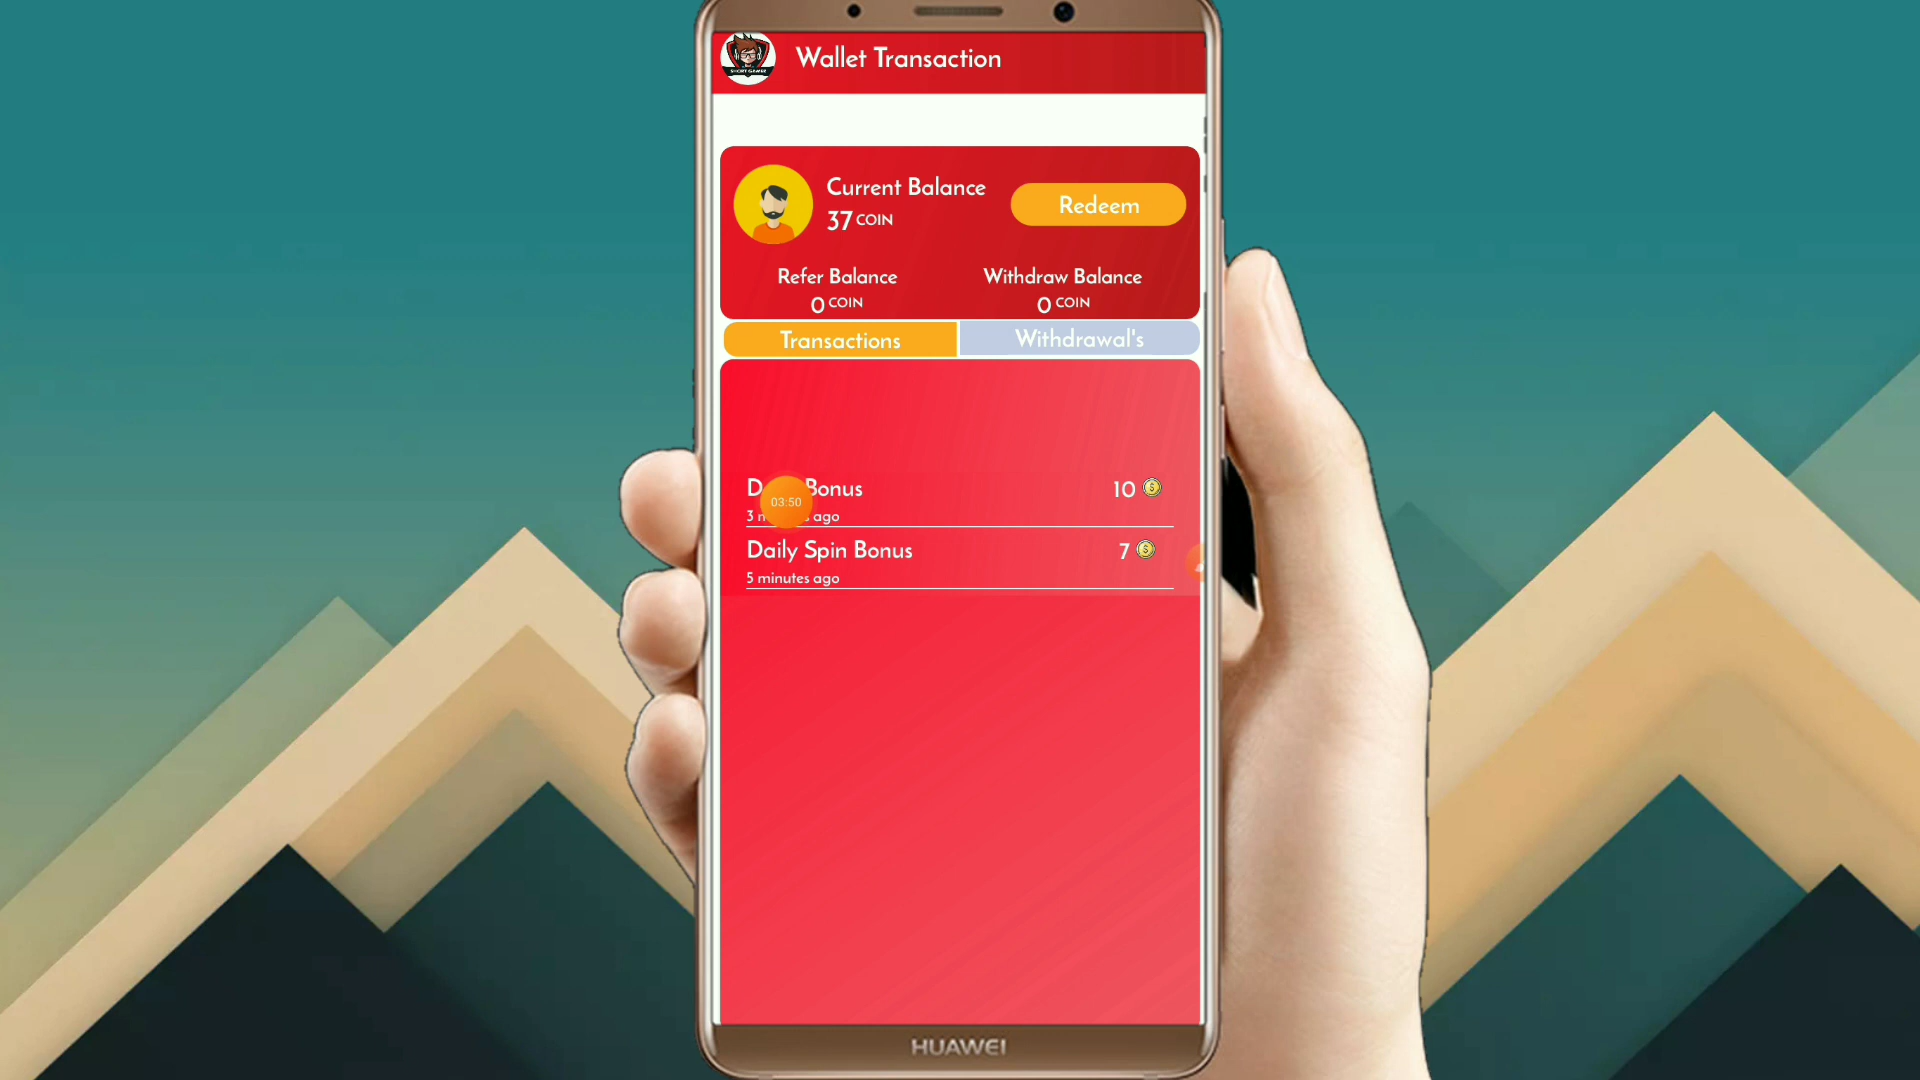 Wallet Transaction
Current Balance
37 COIN
Redeem
Refer Balance
Withdraw Balance
0 COIN
0 COIN
Transactions
Withdrawal's
Bonus
10
03:50
3 ago
Daily Spin Bonus
7
5 minutes ago
HUAWEI